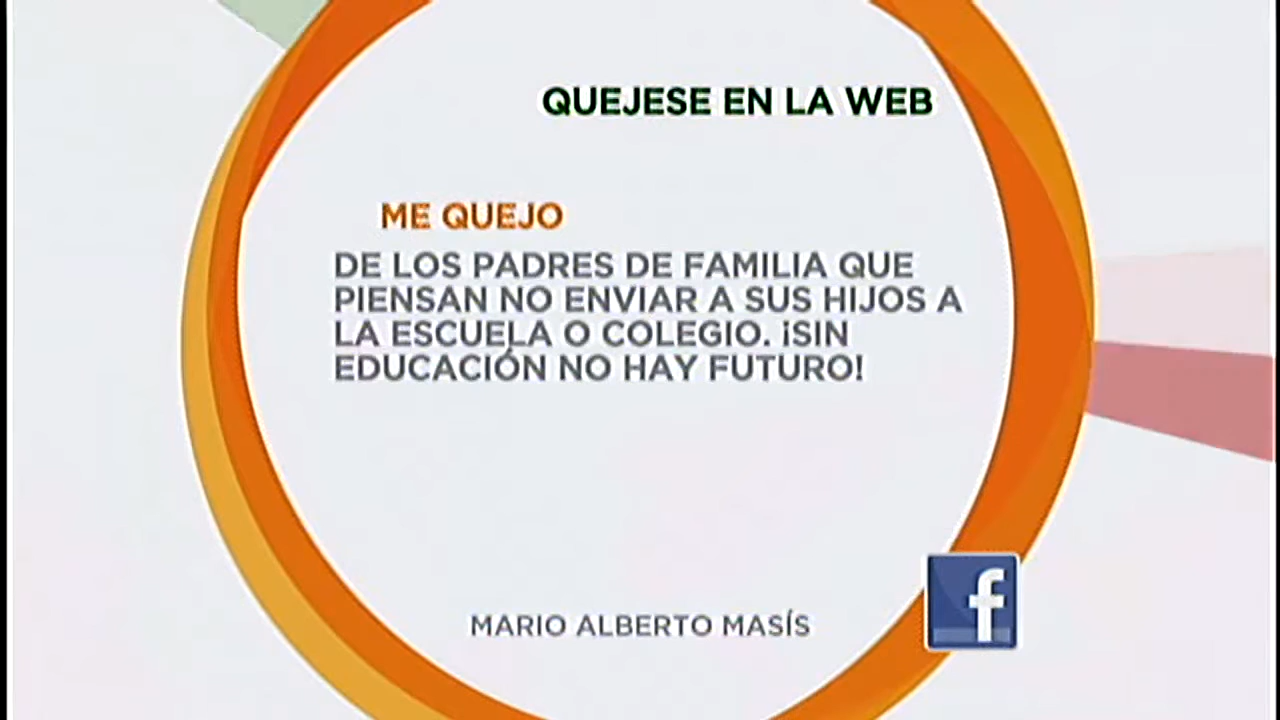 QUEJESE EN LA WEB
ME QUEJO
DE LOS PADRES DE FAMILIA QUE
PIENSAN NO ENVIAR A SUS HIJOS A
LA ESCUELA O COLEGIO. ¡SIN
EDUCACIÓN NO HAY FUTURO!
MARIO ALBERTO MASÍS
f